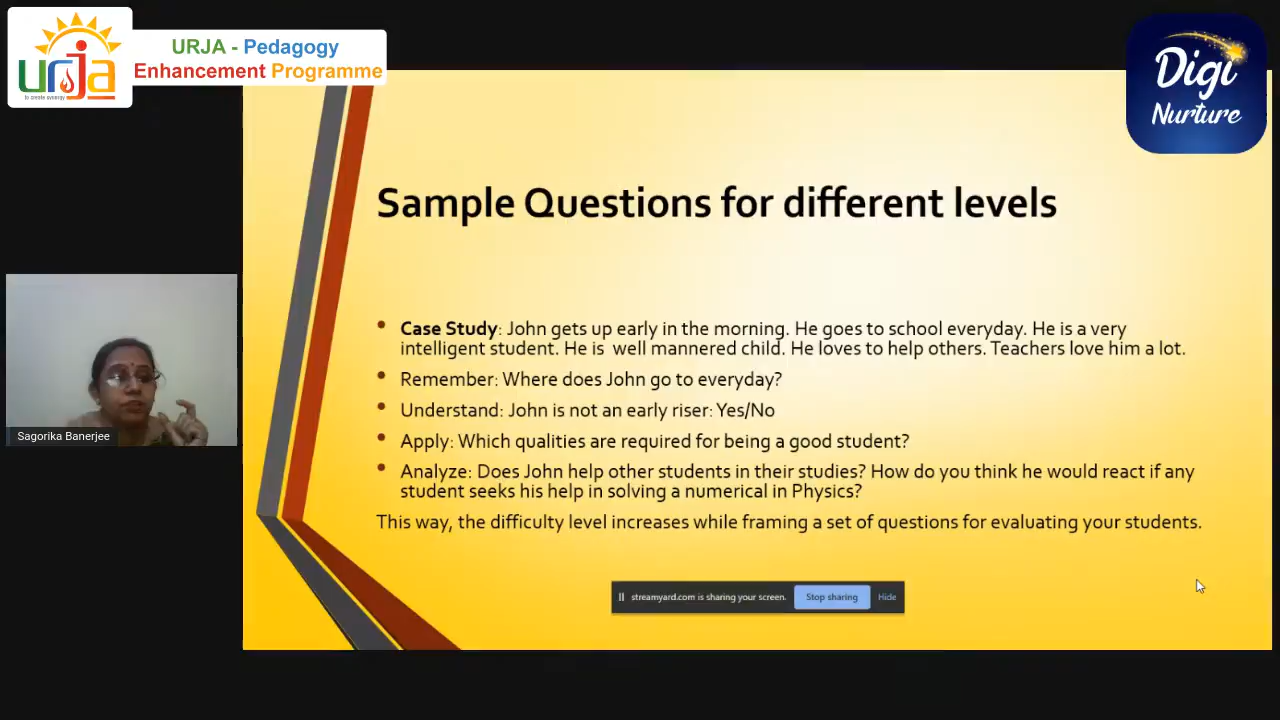 urja
to create synergy
URJA - Pedagogy
Enhancement Programme
Digi
Nurture
Sample Questions for different levels
• Case Study: John gets up early in the morning. He goes to school everyday. He is a very
intelligent student. He is well mannered child. He loves to help others. Teachers love him a lot.
• Remember: Where does John go to everyday?
• Understand: John is not an early riser: Yes/No
• Apply: Which qualities are required for being a good student?
• Analyze: Does John help other students in their studies? How do you think he would react if any
student seeks his help in solving a numerical in Physics?
This way, the difficulty level increases while framing a set of questions for evaluating your students.
Sagorika Banerjee
streamyard.com is sharing your screen. Stop sharing Hide